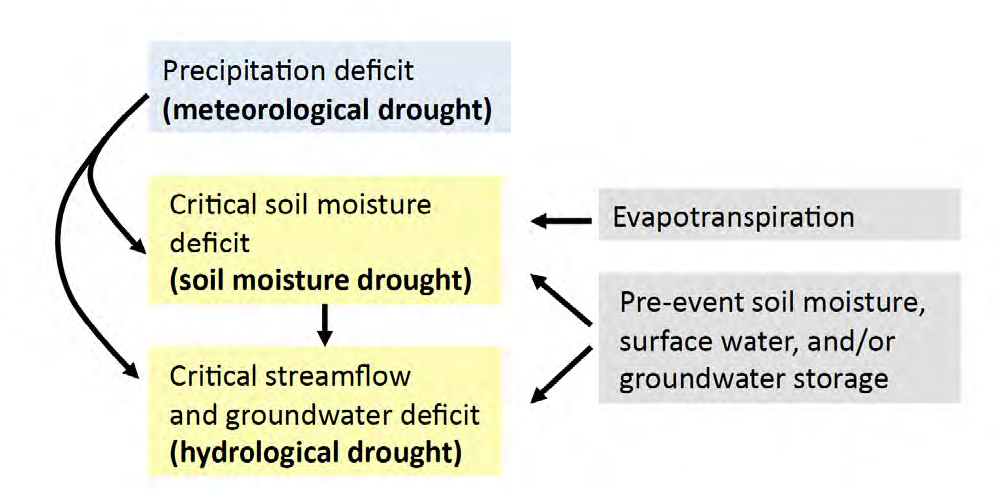 Precipitation deficit
(meteorological drought)
Critical soil moisture
deficit
(soil moisture drought)
Critical streamflow
and groundwater deficit
(hydrological drought)
Evapotranspiration
Pre-event soil moisture,
surface water, and/or
groundwater storage